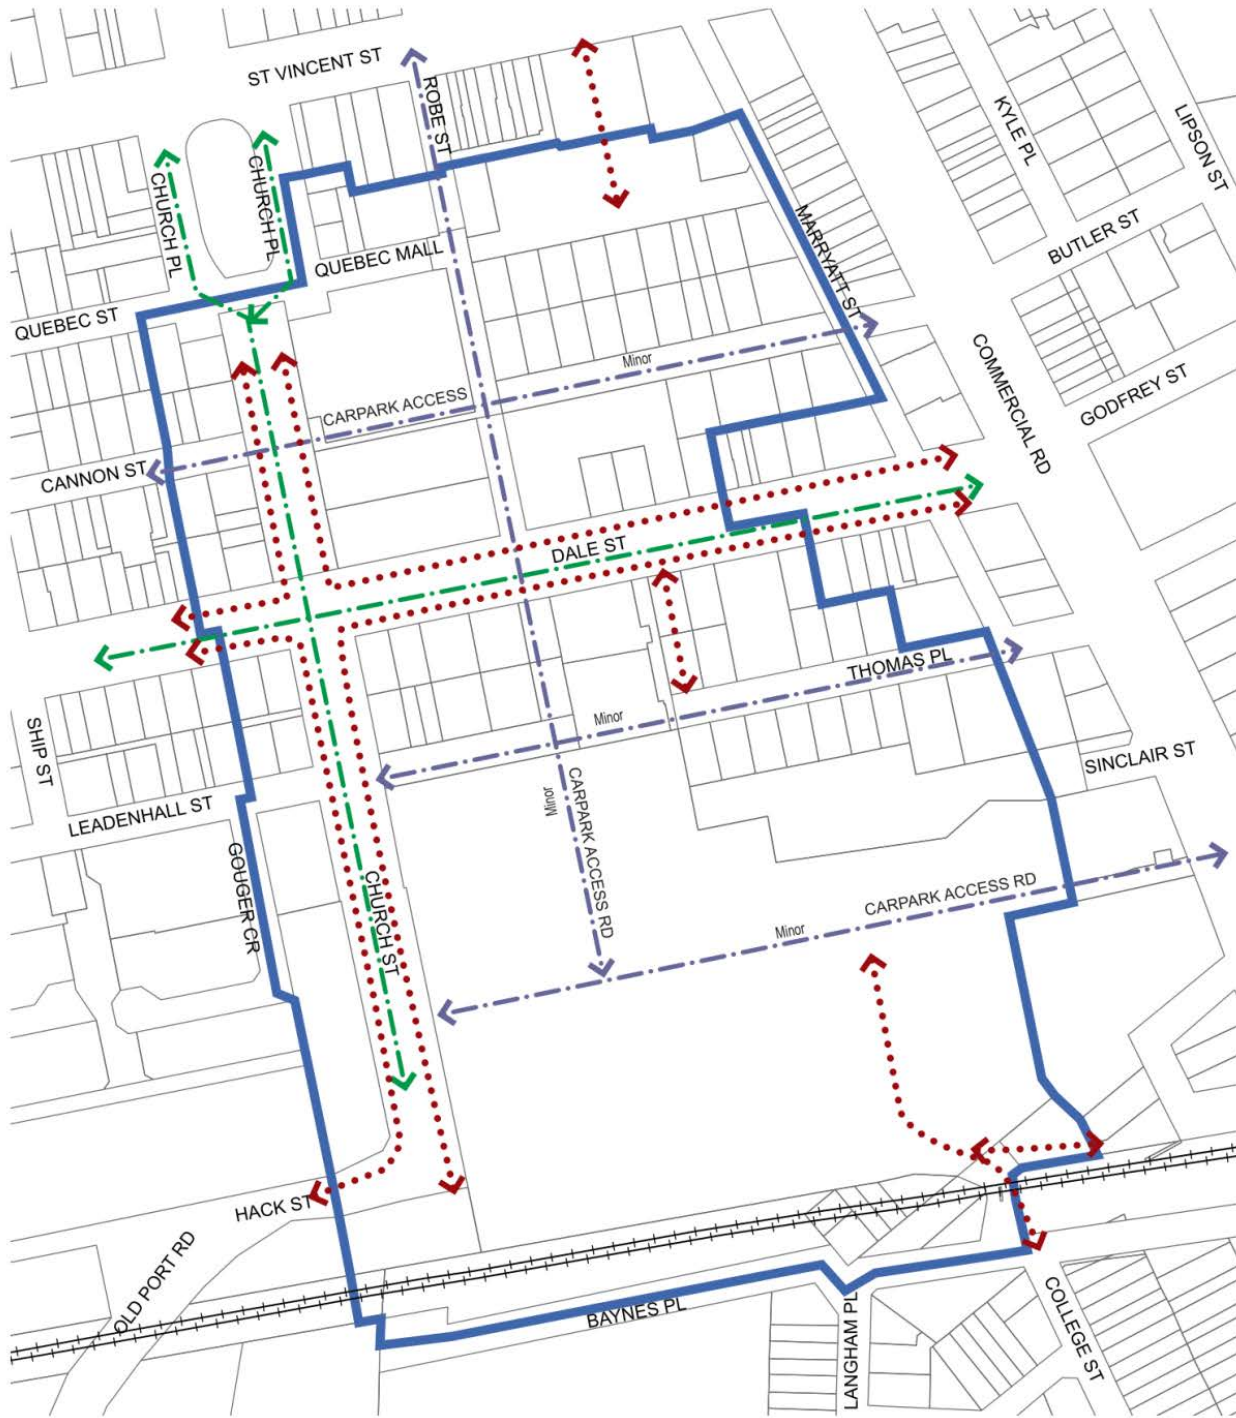 ST VINCENT ST
ROBE ST
KYLE PL
LIPSON ST
CHURCH PL
CHURCH PL
MARRYATT ST
BUTLER ST
QUEBEC MALL
QUEBEC ST
COMMERCIAL RD
Minor
GODFREY ST
CARPARK ACCESS
CANNON ST
DALE ST
THOMAS PL
SHIP ST
Minor
SINCLAIR ST
LEADENHALL ST
CARPARK ACCESS RD
Minor
GOUGER CR
CHURCH ST
CARPARK ACCESS RD
Minor
HACK ST
OLD PORT RD
BAYNES PL
LANGHAM PL
COLLEGE ST